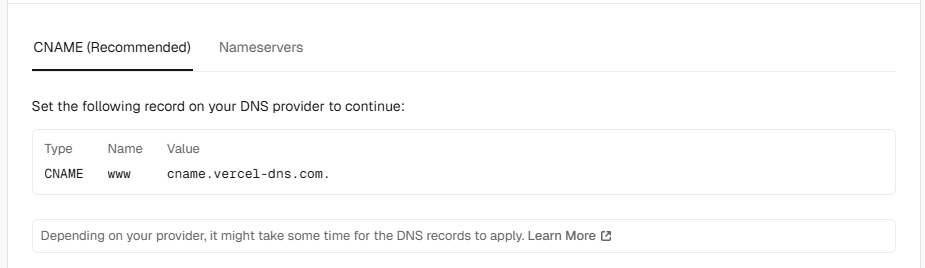 CNAME (Recommended) Nameservers
Set the following record on your DNS provider to continue:
Type Name Value
CNAME www cname.vercel-dns.com.
Depending on your provider, it might take some time for the DNS records to apply. Learn More